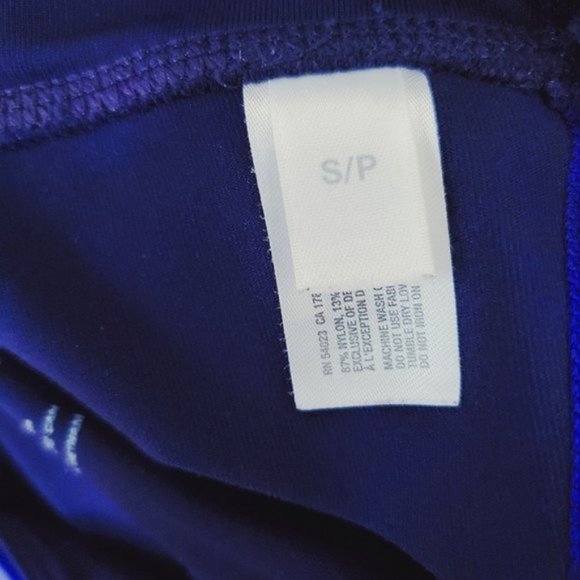 S/P
RN 54023 CA 178
87% NYLON, 13%
EXCLUSIVE OF DE
À L'EXCEPTION D
MACHINE WASH
DO NOT USE FAB
TUMBLE DRY LOW
DO NOT IRON ON